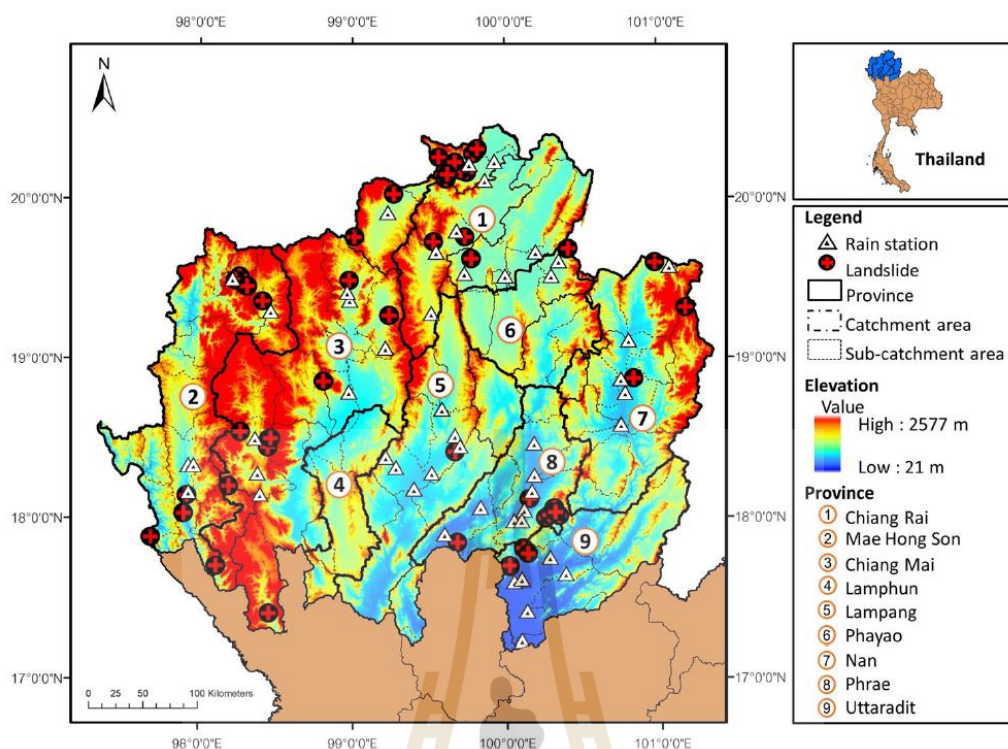 98°0'0"E 99°0'0"E 100°0'0"E 101°0'0"E
N
20°0'0"N 20°0'0"N
19°0'0"N 19°0'0"N
18°0'0"N 18°0'0"N
17°0'0"N 17°0'0"N
1
2
3
4
5
6
7
8
9
0 25 50 100 Kilometers
98°0'0"E 99°0'0"E 100°0'0"E 101°0'0"E
Thailand
Legend
Rain station
Landslide
Province
Catchment area
Sub-catchment area
Elevation
Value
High : 2577 m
Low : 21 m
Province
1 Chiang Rai
2 Mae Hong Son
3 Chiang Mai
4 Lamphun
5 Lampang
6 Phayao
7 Nan
8 Phrae
9 Uttaradit